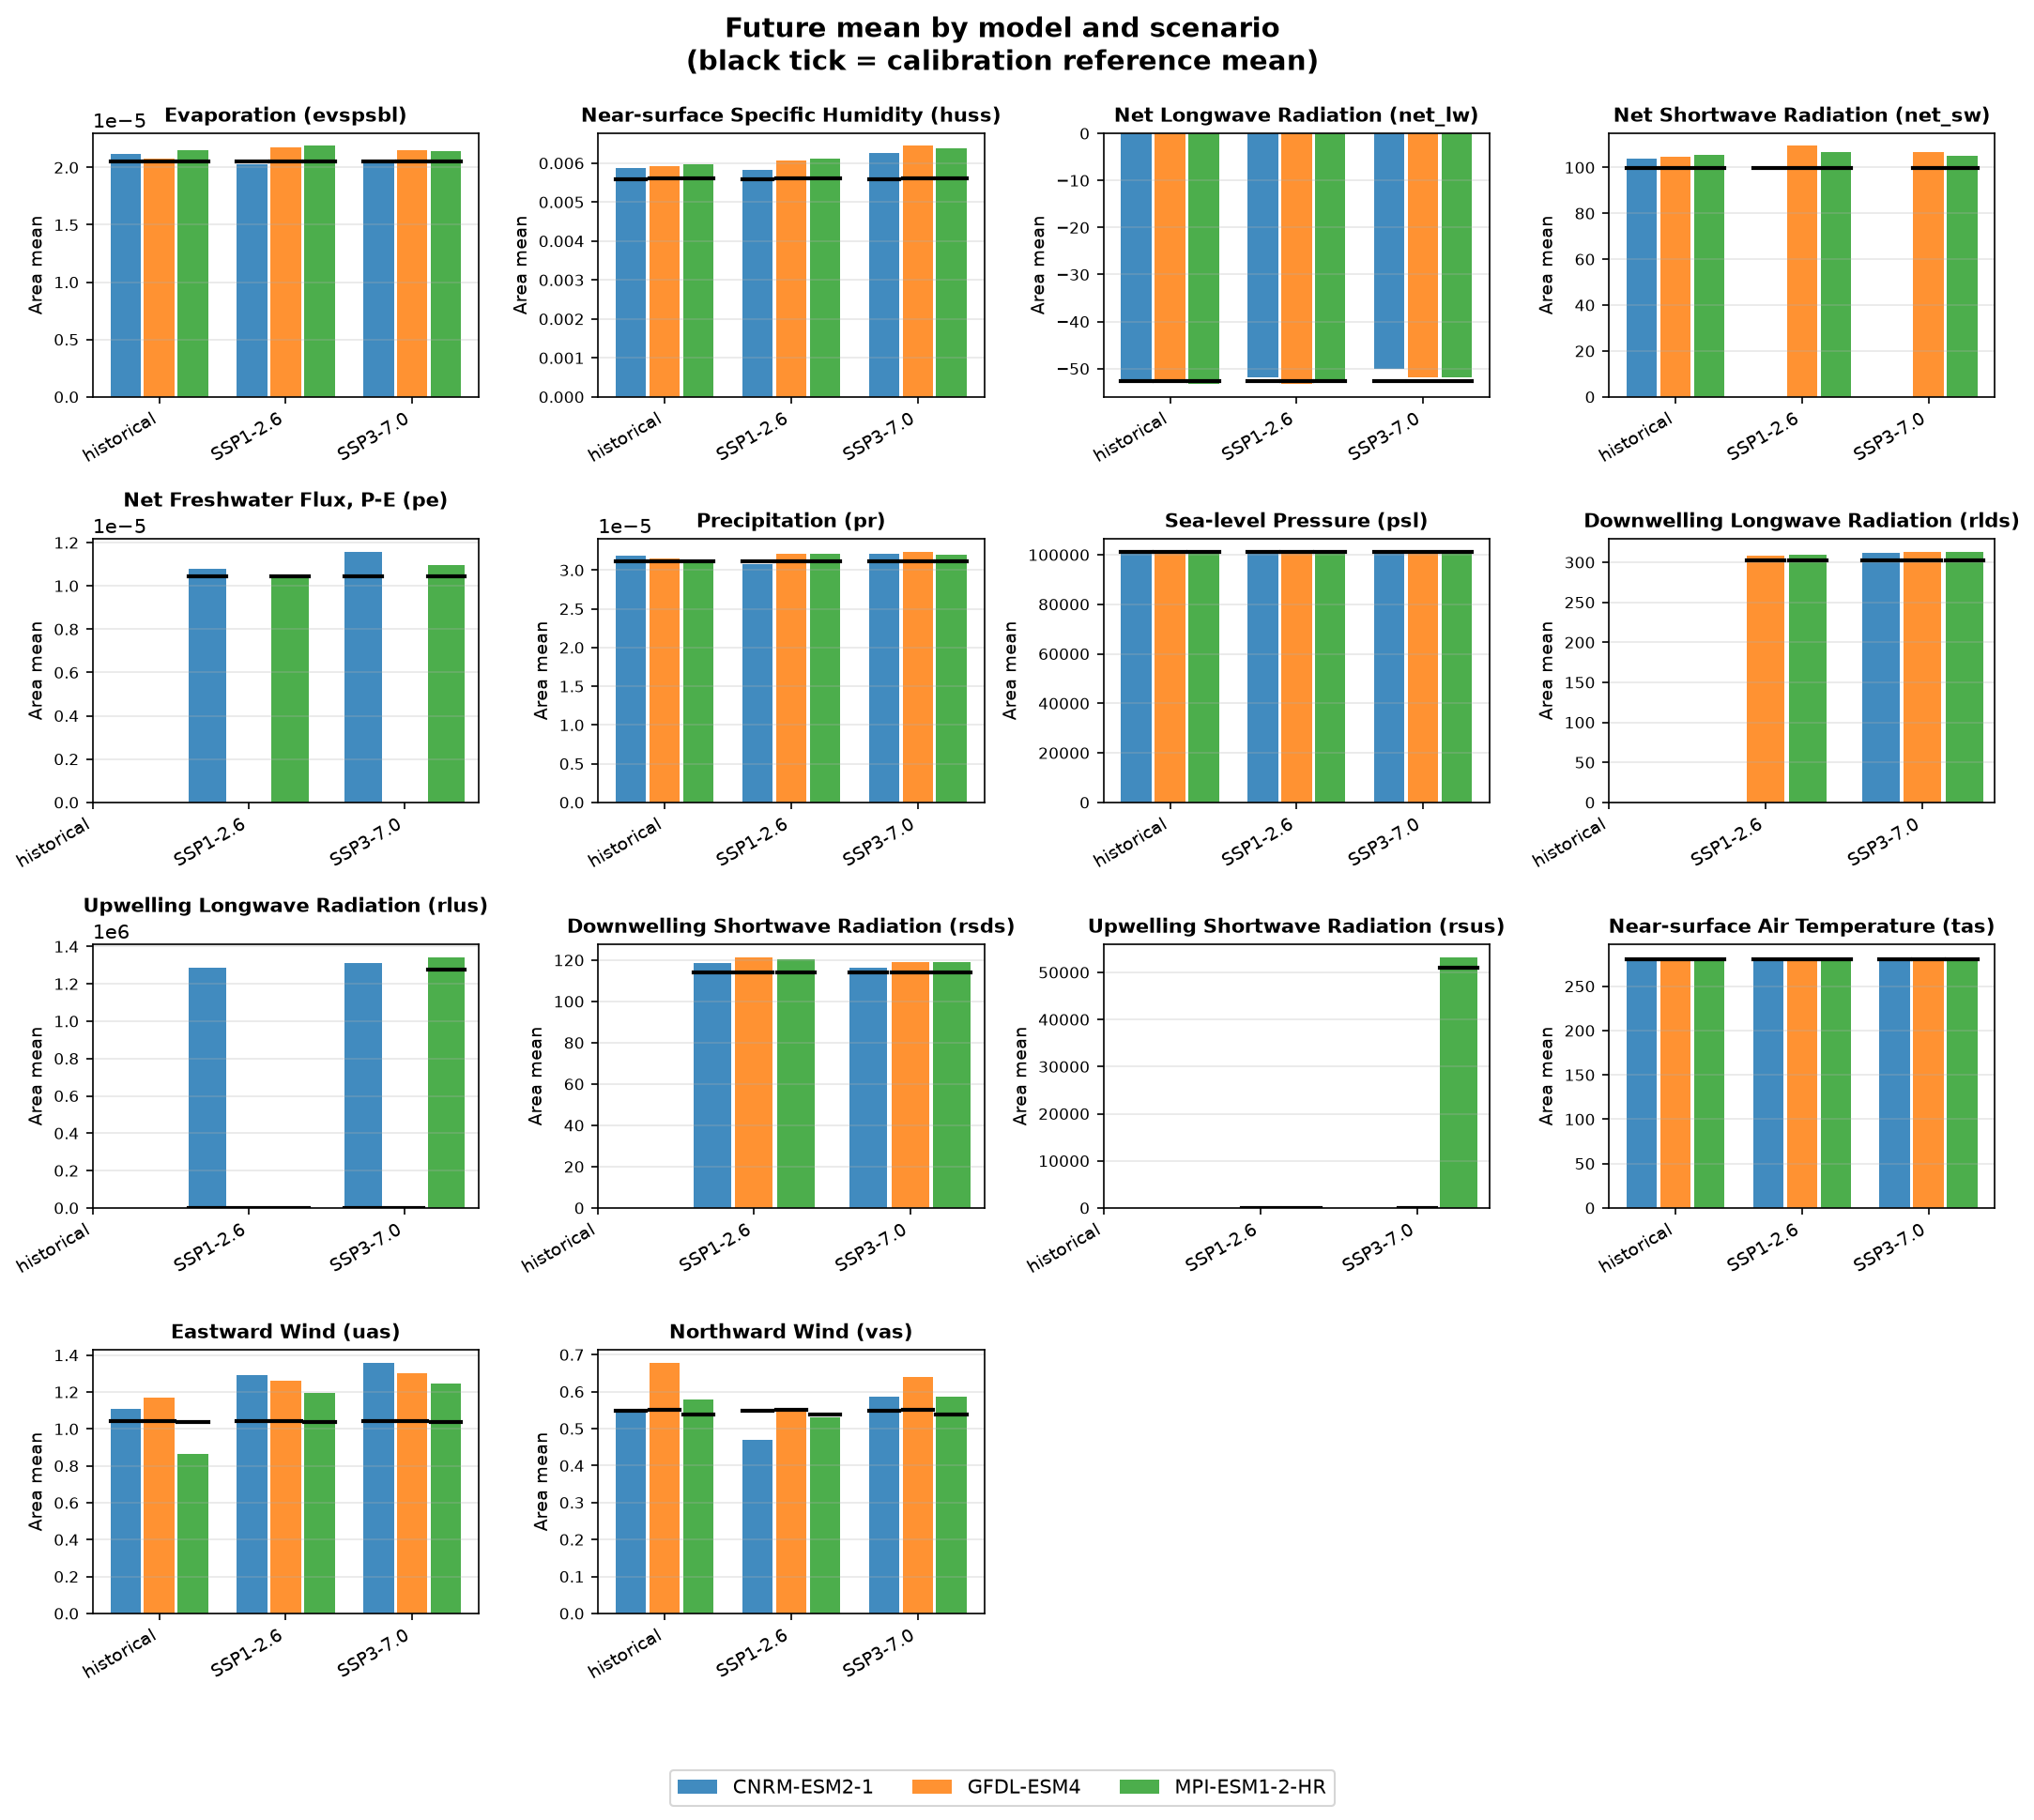 Future mean by model and scenario
(black tick = calibration reference mean)
Evaporation (evspsbl)
1e−5
Area mean
2.0
1.5
1.0
0.5
0.0
historical
SSP1-2.6
SSP3-7.0
Near-surface Specific Humidity (huss)
Area mean
0.006
0.005
0.004
0.003
0.002
0.001
0.000
historical
SSP1-2.6
SSP3-7.0
Net Longwave Radiation (net_lw)
Area mean
0
−10
−20
−30
−40
−50
historical
SSP1-2.6
SSP3-7.0
Net Shortwave Radiation (net_sw)
Area mean
100
80
60
40
20
0
historical
SSP1-2.6
SSP3-7.0
Net Freshwater Flux, P-E (pe)
1e−5
Area mean
1.2
1.0
0.8
0.6
0.4
0.2
0.0
historical
SSP1-2.6
SSP3-7.0
Precipitation (pr)
1e−5
Area mean
3.0
2.5
2.0
1.5
1.0
0.5
0.0
historical
SSP1-2.6
SSP3-7.0
Sea-level Pressure (psl)
Area mean
100000
80000
60000
40000
20000
0
historical
SSP1-2.6
SSP3-7.0
Downwelling Longwave Radiation (rlds)
Area mean
300
250
200
150
100
50
0
historical
SSP1-2.6
SSP3-7.0
Upwelling Longwave Radiation (rlus)
1e6
Area mean
1.4
1.2
1.0
0.8
0.6
0.4
0.2
0.0
historical
SSP1-2.6
SSP3-7.0
Downwelling Shortwave Radiation (rsds)
Area mean
120
100
80
60
40
20
0
historical
SSP1-2.6
SSP3-7.0
Upwelling Shortwave Radiation (rsus)
Area mean
50000
40000
30000
20000
10000
0
historical
SSP1-2.6
SSP3-7.0
Near-surface Air Temperature (tas)
Area mean
250
200
150
100
50
0
historical
SSP1-2.6
SSP3-7.0
Eastward Wind (uas)
Area mean
1.4
1.2
1.0
0.8
0.6
0.4
0.2
0.0
historical
SSP1-2.6
SSP3-7.0
Northward Wind (vas)
Area mean
0.7
0.6
0.5
0.4
0.3
0.2
0.1
0.0
historical
SSP1-2.6
SSP3-7.0
CNRM-ESM2-1
GFDL-ESM4
MPI-ESM1-2-HR